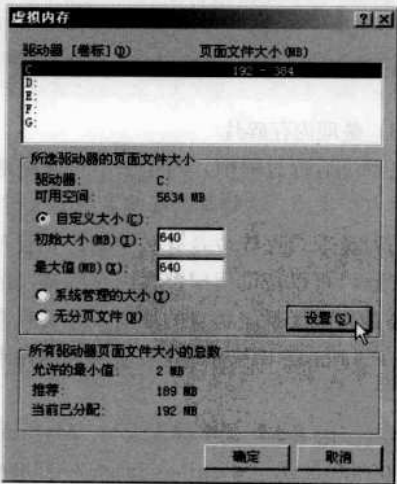 虚拟内存
驱动器 [卷标](D) 页面文件大小(MB)
C: 192 - 384
D:
E:
F:
G:
所选驱动器的页面文件大小
驱动器: C:
可用空间: 5634 MB
自定义大小(C)
初始大小(MB)(I): 640
最大值(MB)(X): 640
系统管理的大小(Y)
无分页文件(N)
设置(S)
所有驱动器页面文件大小的总数
允许的最小值: 2 MB
推荐: 189 MB
当前已分配: 192 MB
确定 取消